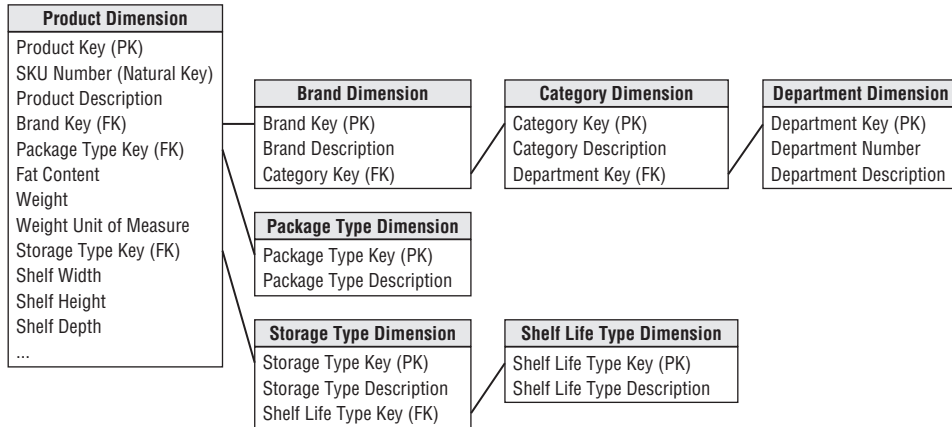 Product Dimension
Product Key (PK)
SKU Number (Natural Key)
Product Description
Brand Key (FK)
Package Type Key (FK)
Fat Content
Weight
Weight Unit of Measure
Storage Type Key (FK)
Shelf Width
Shelf Height
Shelf Depth
...
Brand Dimension
Brand Key (PK)
Brand Description
Category Key (FK)
Category Dimension
Category Key (PK)
Category Description
Department Key (FK)
Department Dimension
Department Key (PK)
Department Number
Department Description
Package Type Dimension
Package Type Key (PK)
Package Type Description
Storage Type Dimension
Storage Type Key (PK)
Storage Type Description
Shelf Life Type Key (FK)
Shelf Life Type Dimension
Shelf Life Type Key (PK)
Shelf Life Type Description